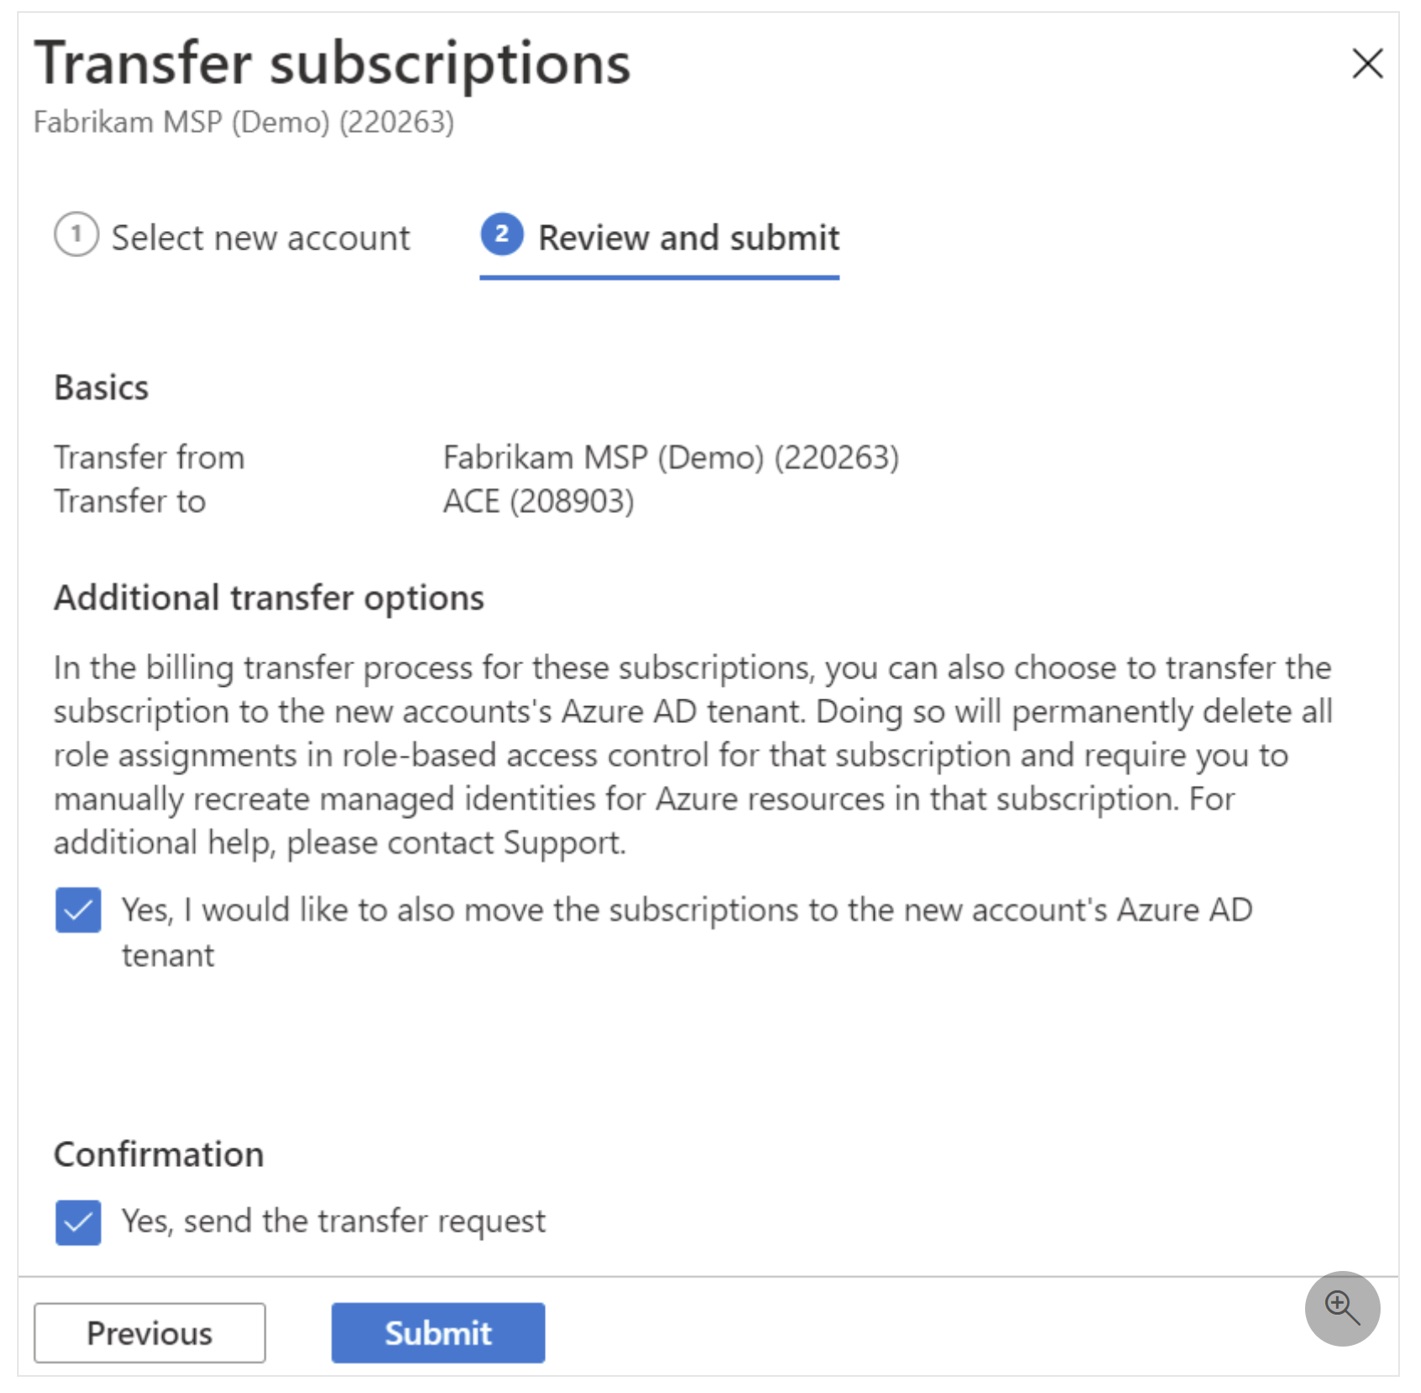 Transfer subscriptions
Fabrikam MSP (Demo) (220263)
1 Select new account
2 Review and submit
Basics
Transfer from Fabrikam MSP (Demo) (220263)
Transfer to ACE (208903)
Additional transfer options
In the billing transfer process for these subscriptions, you can also choose to transfer the
subscription to the new accounts's Azure AD tenant. Doing so will permanently delete all
role assignments in role-based access control for that subscription and require you to
manually recreate managed identities for Azure resources in that subscription. For
additional help, please contact Support.
Yes, I would like to also move the subscriptions to the new account's Azure AD
tenant
Confirmation
Yes, send the transfer request
Previous
Submit